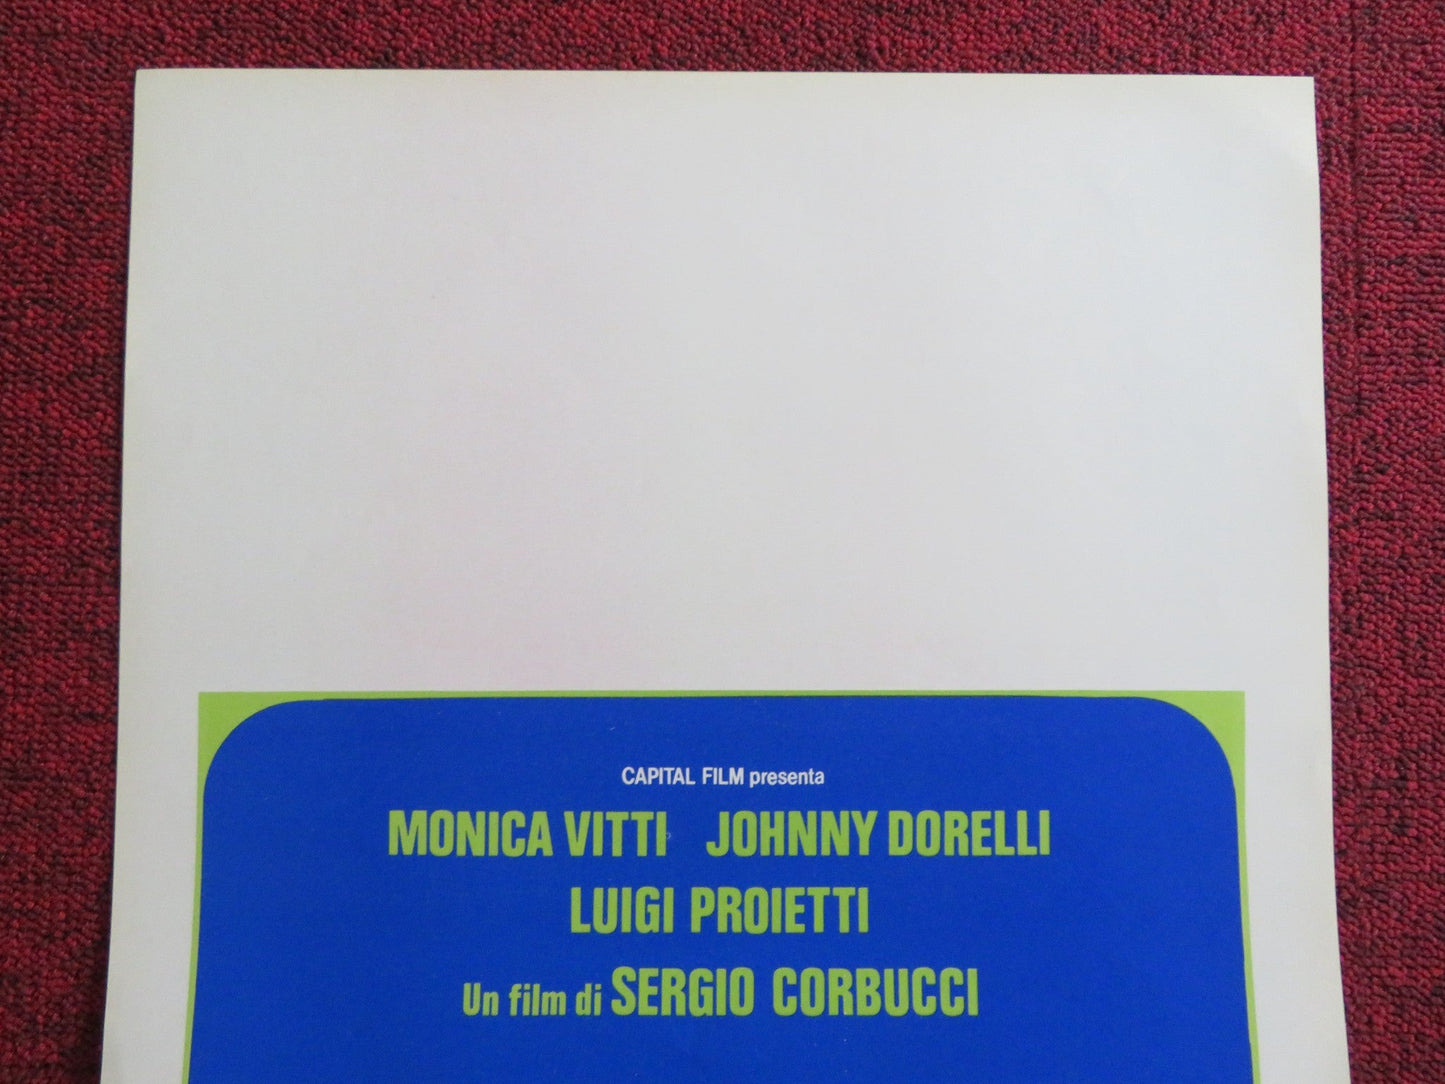 CAPITAL FILM presenta
MONICA VITTI JOHNNY DORELLI
LUIGI PROIETTI
Un film di SERGIO CORBUCCI